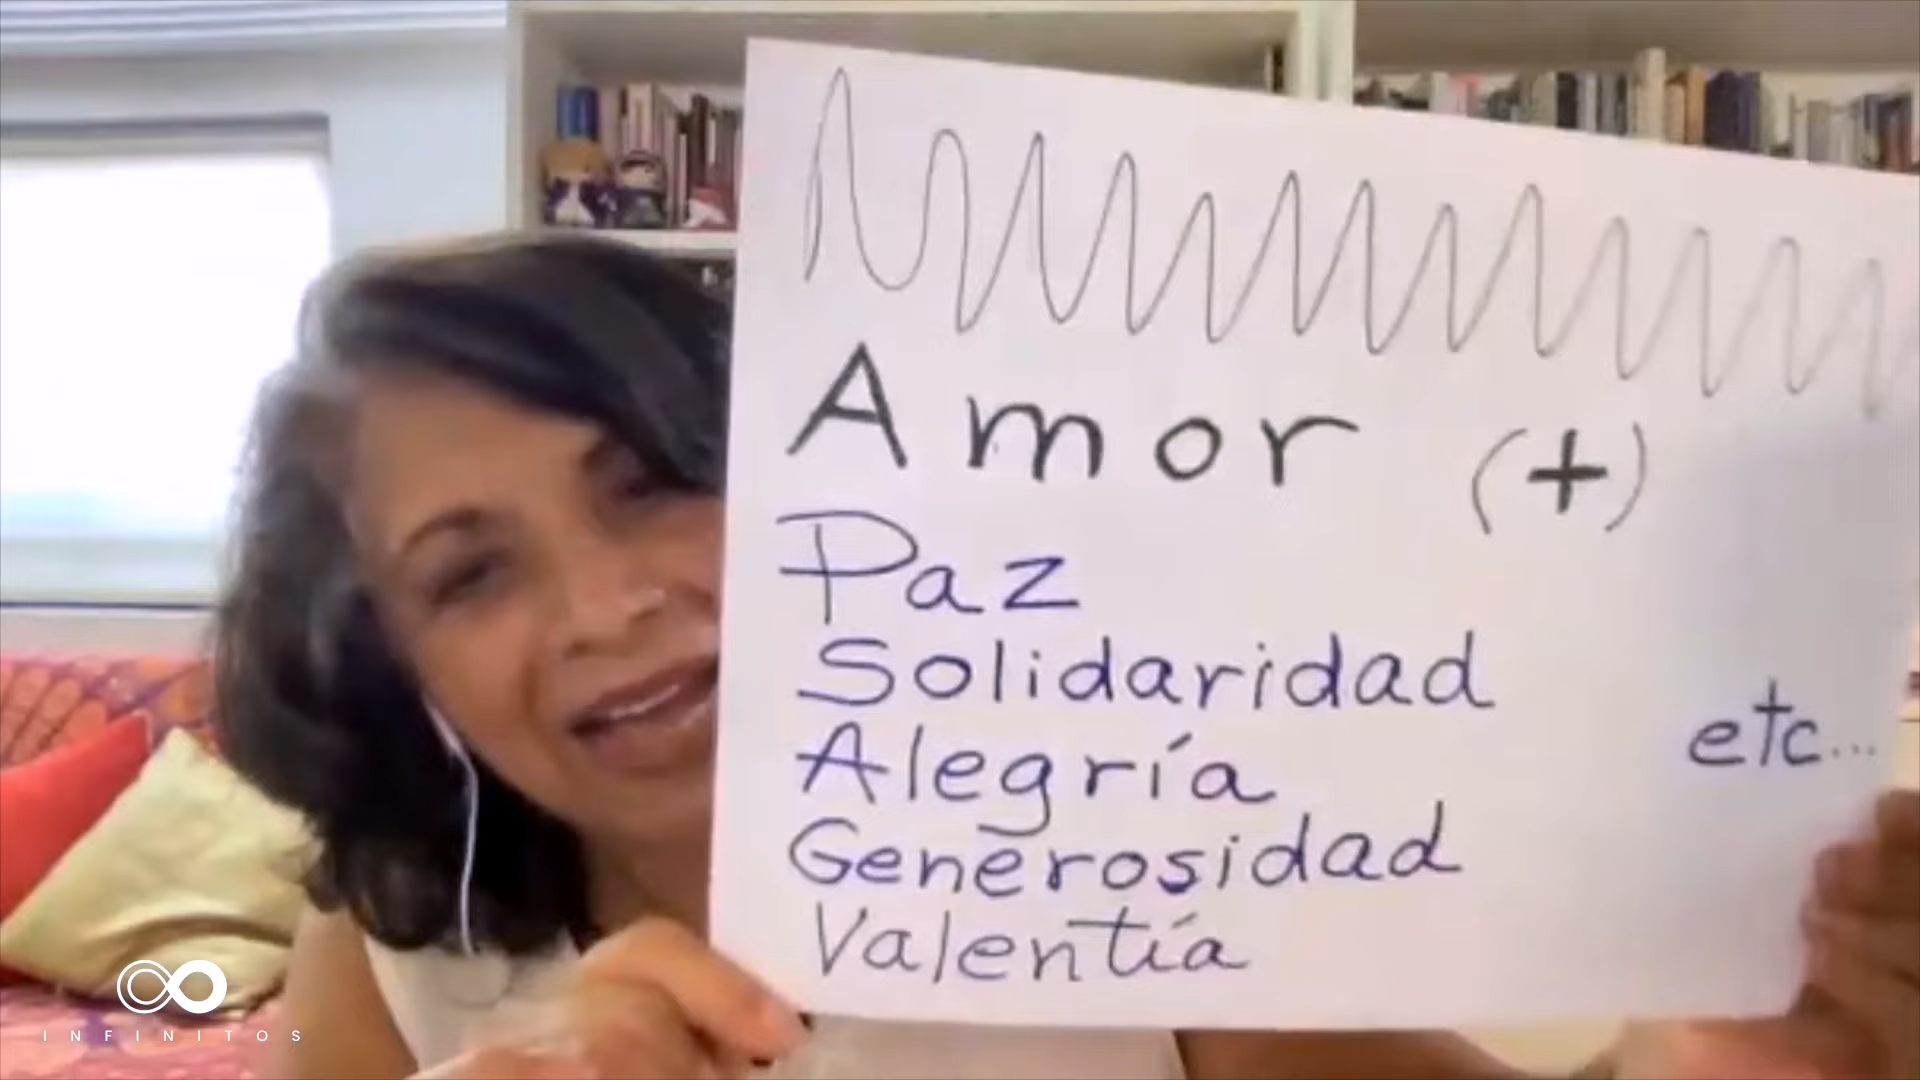 Amor (+)
Paz
Solidaridad
Alegría
etc...
Generosidad
Valentía
INFINITOS